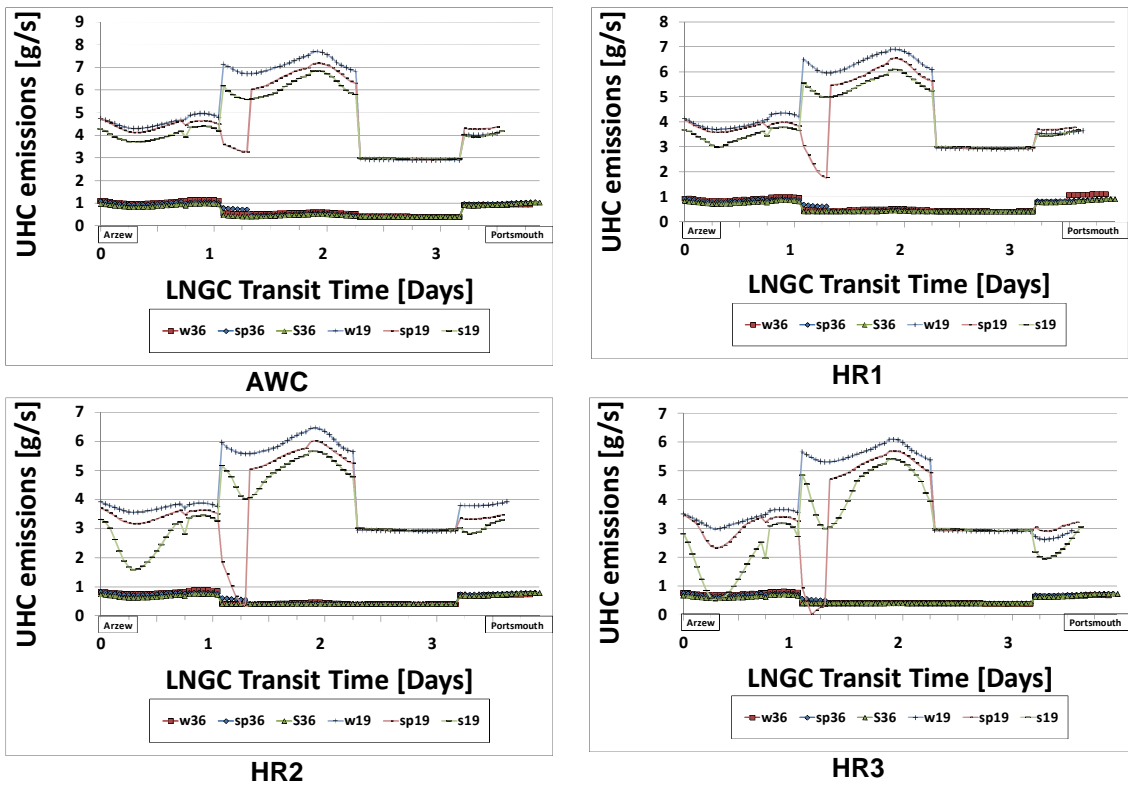 UHC emissions [g/s]
9
8
7
6
5
4
3
2
1
0
Arzew
Portsmouth
0 1 2 3
LNGC Transit Time [Days]
w36 sp36 S36 w19 sp19 s19
AWC
UHC emissions [g/s]
8
7
6
5
4
3
2
1
0
Arzew
Portsmouth
0 1 2 3
LNGC Transit Time [Days]
w36 sp36 S36 w19 sp19 s19
HR1
UHC emissions [g/s]
7
6
5
4
3
2
1
0
Arzew
Portsmouth
0 1 2 3
LNGC Transit Time [Days]
w36 sp36 S36 w19 sp19 s19
HR2
UHC emissions [g/s]
7
6
5
4
3
2
1
0
Arzew
Portsmouth
0 1 2 3
LNGC Transit Time [Days]
w36 sp36 S36 w19 sp19 s19
HR3